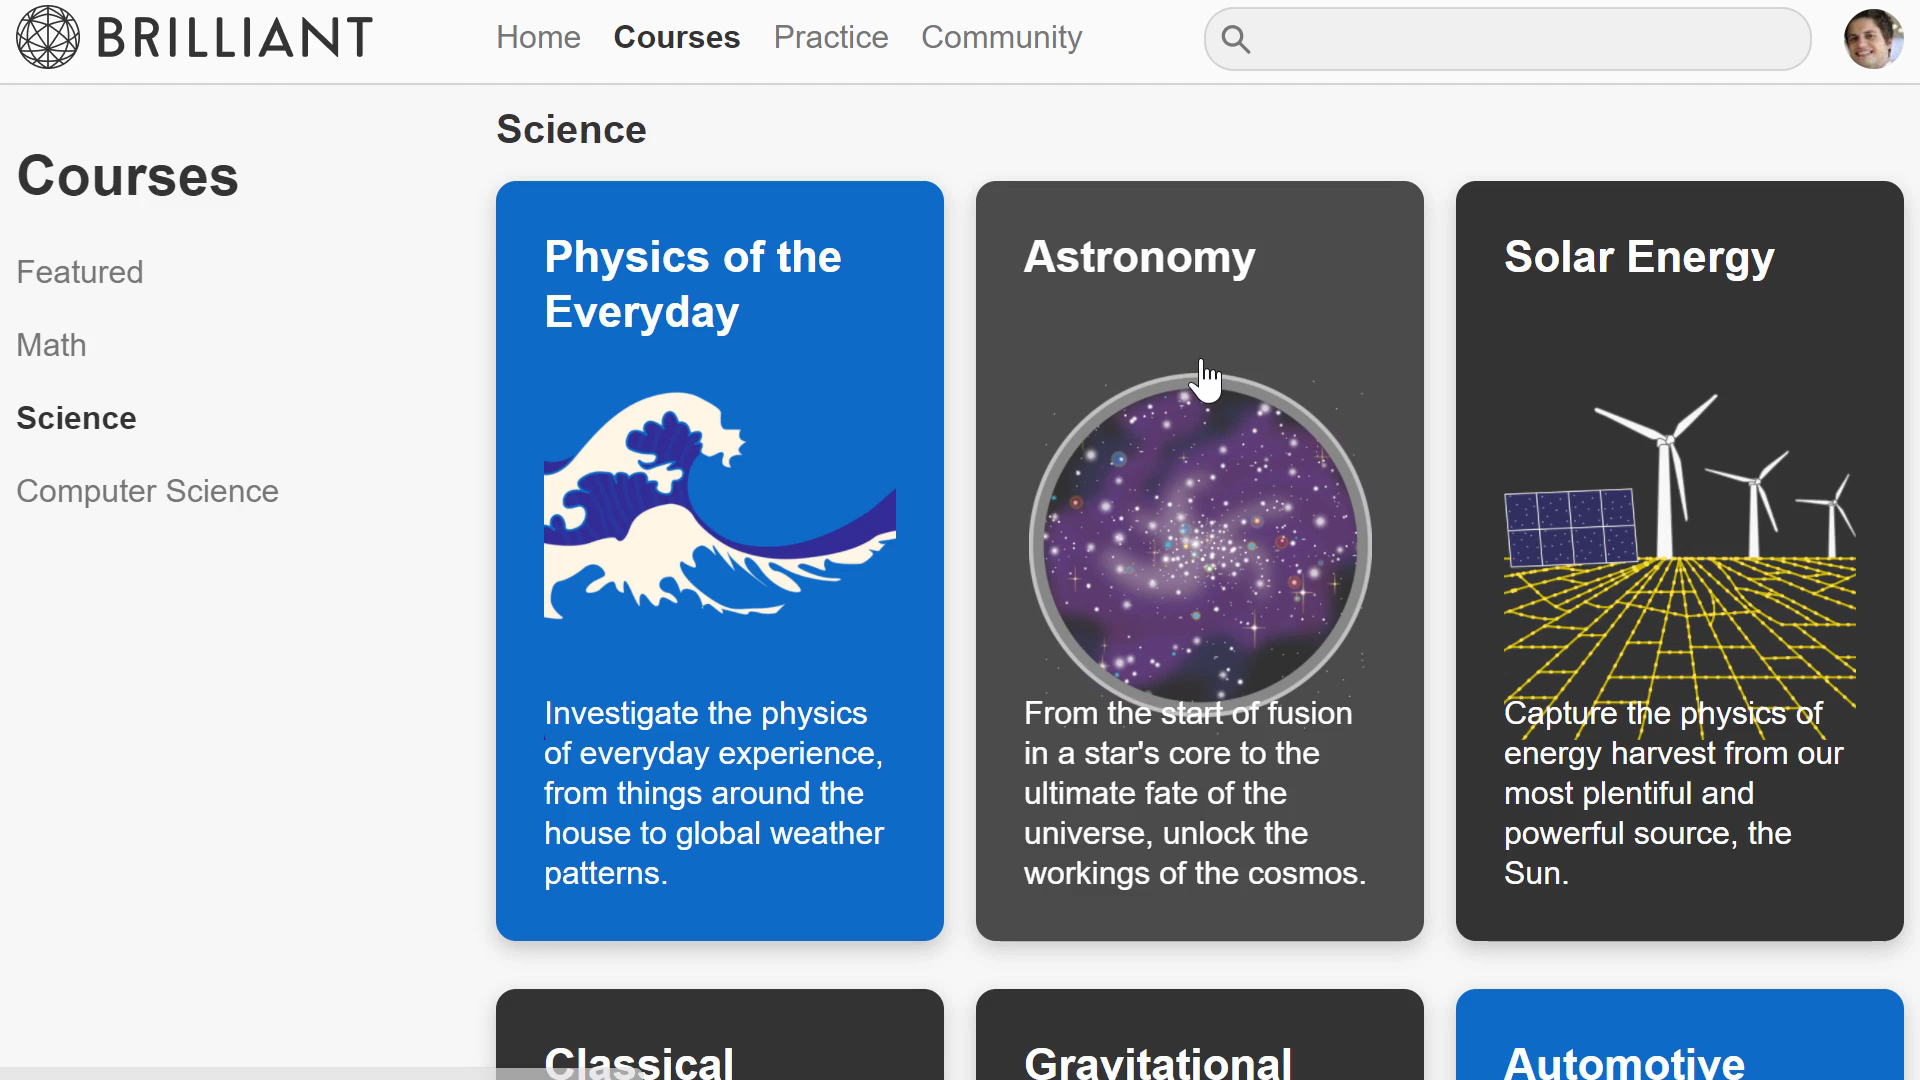 BRILLIANT
Home Courses Practice Community
Courses
Featured
Math
Science
Computer Science
Science
Physics of the
Everyday
Investigate the physics
of everyday experience,
from things around the
house to global weather
patterns.
Astronomy
From the start of fusion
in a star's core to the
ultimate fate of the
universe, unlock the
workings of the cosmos.
Solar Energy
Capture the physics of
energy harvest from our
most plentiful and
powerful source, the
Sun.
Classical
Gravitational
Automotive